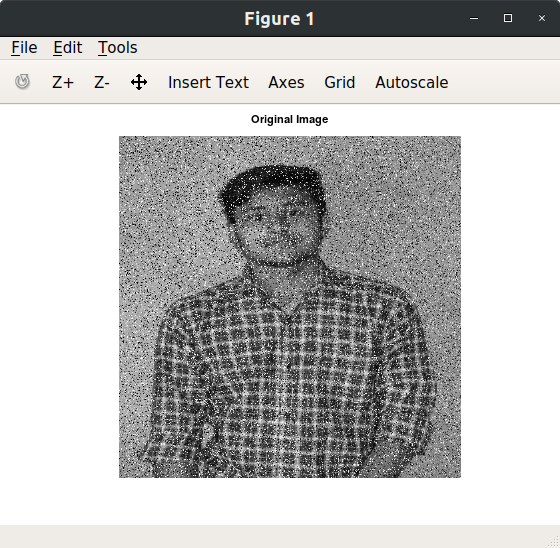 Figure 1
File Edit Tools
Z+ Z- Insert Text Axes Grid Autoscale
Original Image